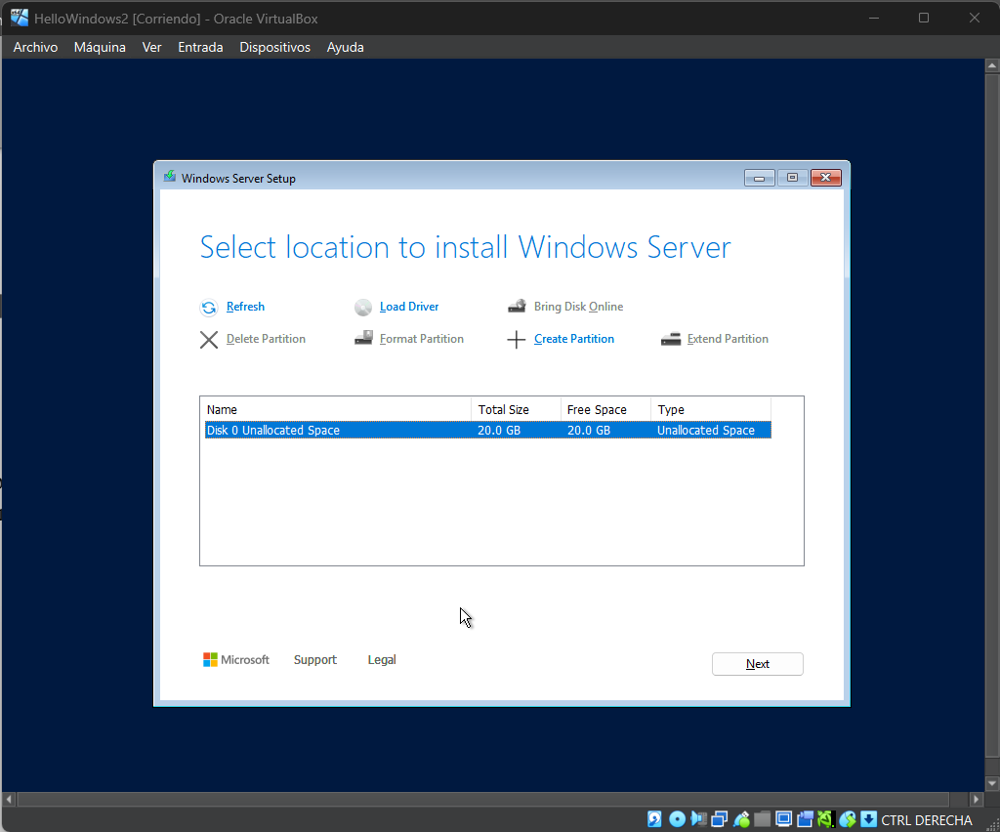 HelloWindows2 [Corriendo] - Oracle VirtualBox
Archivo Máquina Ver Entrada Dispositivos Ayuda
Windows Server Setup
Select location to install Windows Server
Refresh Load Driver Bring Disk Online
Delete Partition Format Partition Create Partition Extend Partition
Name Total Size Free Space Type
Disk 0 Unallocated Space 20.0 GB 20.0 GB Unallocated Space
Microsoft Support Legal Next
CTRL DERECHA